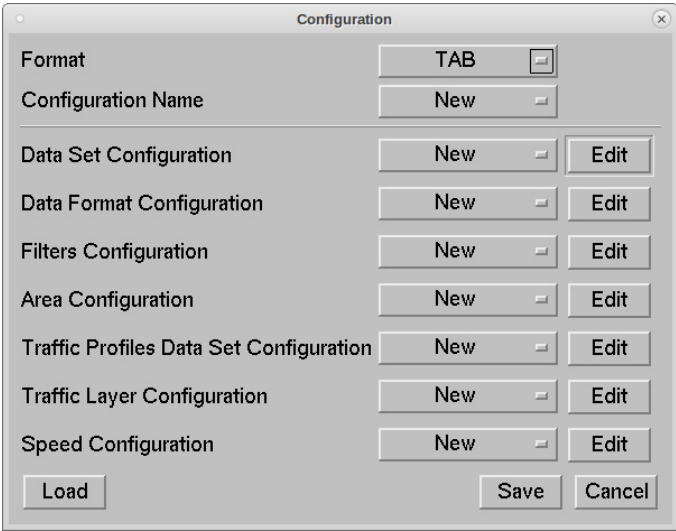 Configuration
Format TAB
Configuration Name New
Data Set Configuration New Edit
Data Format Configuration New Edit
Filters Configuration New Edit
Area Configuration New Edit
Traffic Profiles Data Set Configuration New Edit
Traffic Layer Configuration New Edit
Speed Configuration New Edit
Load Save Cancel